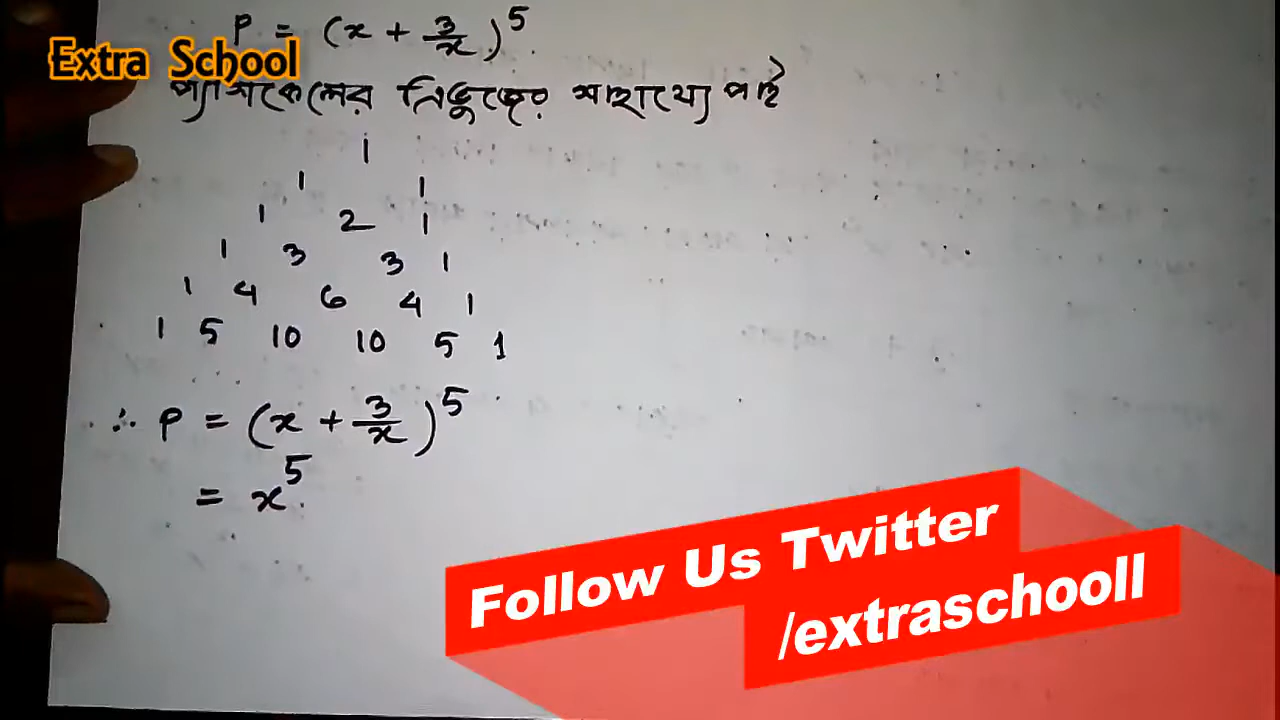 P = (x + 3/x)^5
Extra School
প্যাসকেলের ত্রিভুজের সাহায্যে পাই
1
1 1
1 2 1
1 3 3 1
1 4 6 4 1
1 5 10 10 5 1
∴ P = (x + 3/x)^5
= x^5
Follow Us Twitter
/extraschooll